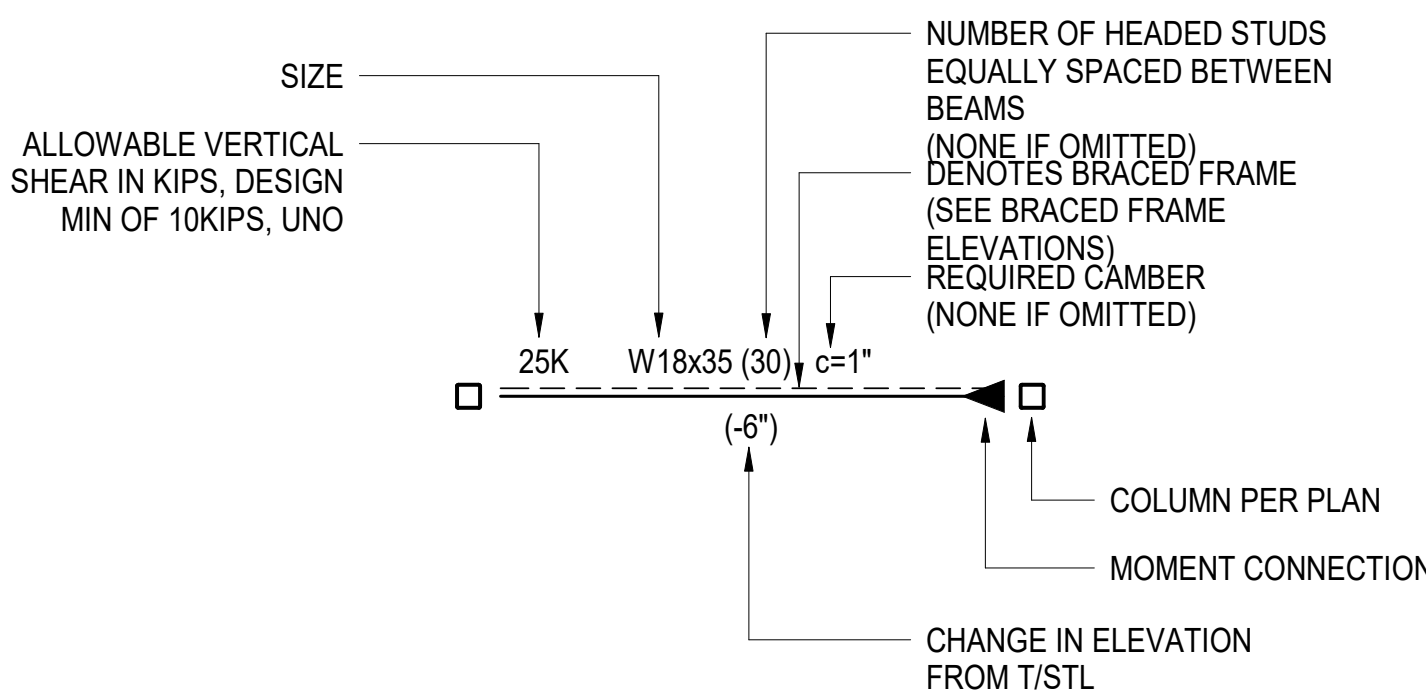 NUMBER OF HEADED STUDS
EQUALLY SPACED BETWEEN
BEAMS
(NONE IF OMITTED)
SIZE
ALLOWABLE VERTICAL
SHEAR IN KIPS, DESIGN
MIN OF 10KIPS, UNO
DENOTES BRACED FRAME
(SEE BRACED FRAME
ELEVATIONS)
REQUIRED CAMBER
(NONE IF OMITTED)
25K W18x35 (30) c=1"
(-6")
COLUMN PER PLAN
MOMENT CONNECTION
CHANGE IN ELEVATION
FROM T/STL